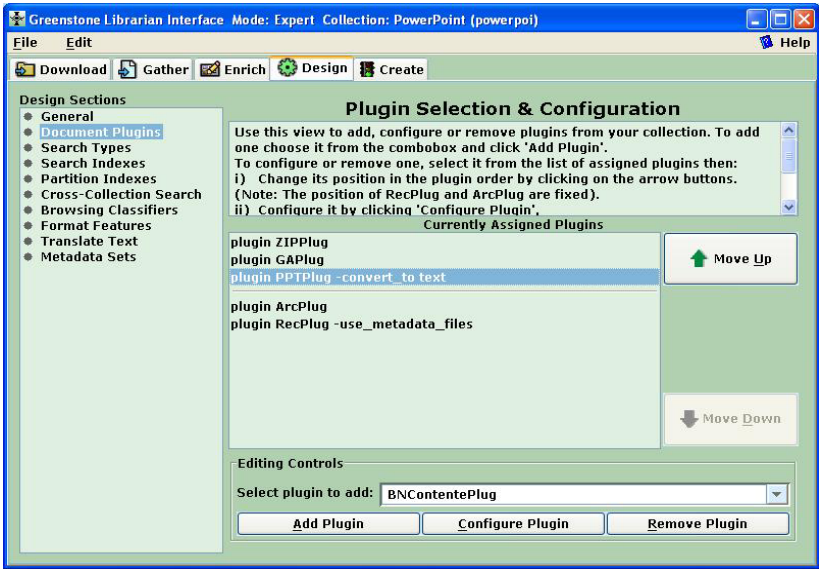 Greenstone Librarian Interface Mode: Expert Collection: PowerPoint (powerpoi)
File Edit Help
Download Gather Enrich Design Create
Design Sections
General
Document Plugins
Search Types
Search Indexes
Partition Indexes
Cross-Collection Search
Browsing Classifiers
Format Features
Translate Text
Metadata Sets
Plugin Selection & Configuration
Use this view to add, configure or remove plugins from your collection. To add
one choose it from the combobox and click 'Add Plugin'.
To configure or remove one, select it from the list of assigned plugins then:
i) Change its position in the plugin order by clicking on the arrow buttons.
(Note: The position of RecPlug and ArcPlug are fixed).
ii) Configure it by clicking 'Configure Plugin',
Currently Assigned Plugins
plugin ZIPPlug
plugin GAPlug
plugin PPTPlug -convert_to text
plugin ArcPlug
plugin RecPlug -use_metadata_files
Move Up
Move Down
Editing Controls
Select plugin to add: BNContentePlug
Add Plugin Configure Plugin Remove Plugin